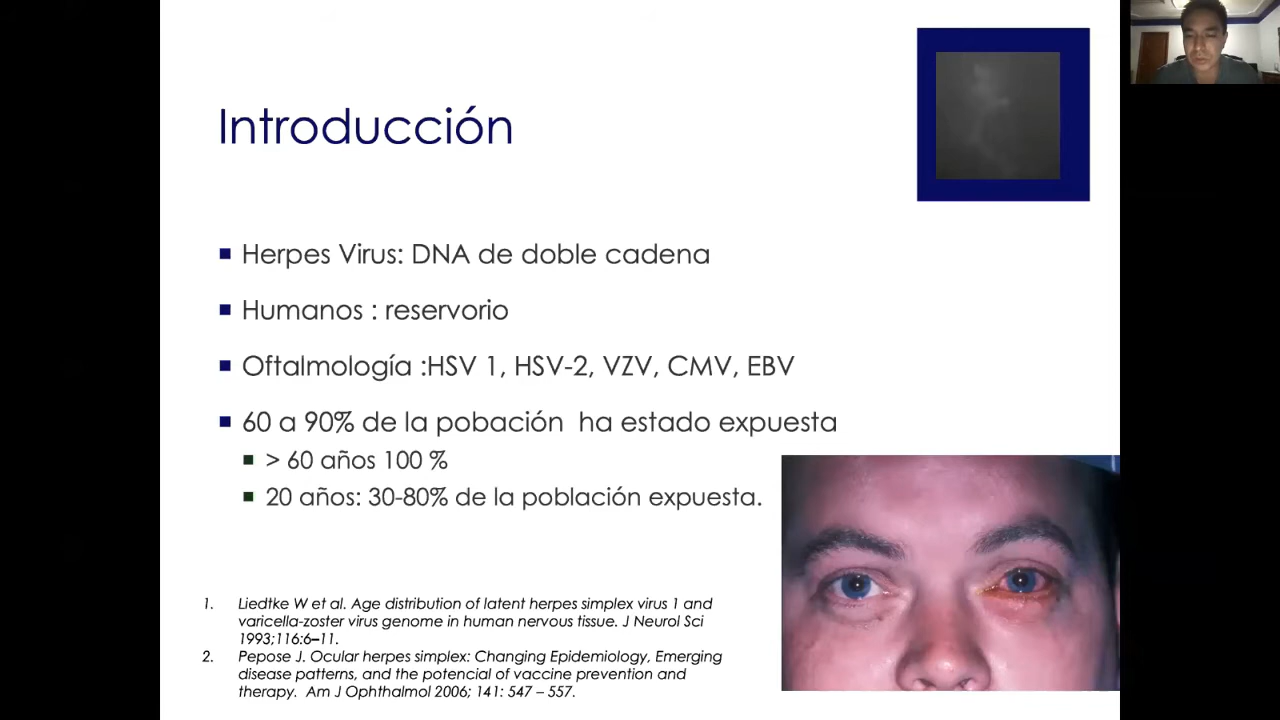 Introducción
Herpes Virus: DNA de doble cadena
Humanos : reservorio
Oftalmología :HSV 1, HSV-2, VZV, CMV, EBV
60 a 90% de la pobación ha estado expuesta
> 60 años 100 %
20 años: 30-80% de la población expuesta.
1. Liedtke W et al. Age distribution of latent herpes simplex virus 1 and
varicella-zoster virus genome in human nervous tissue. J Neurol Sci
1993;116:6–11.
2. Pepose J. Ocular herpes simplex: Changing Epidemiology, Emerging
disease patterns, and the potencial of vaccine prevention and
therapy. Am J Ophthalmol 2006; 141: 547 – 557.